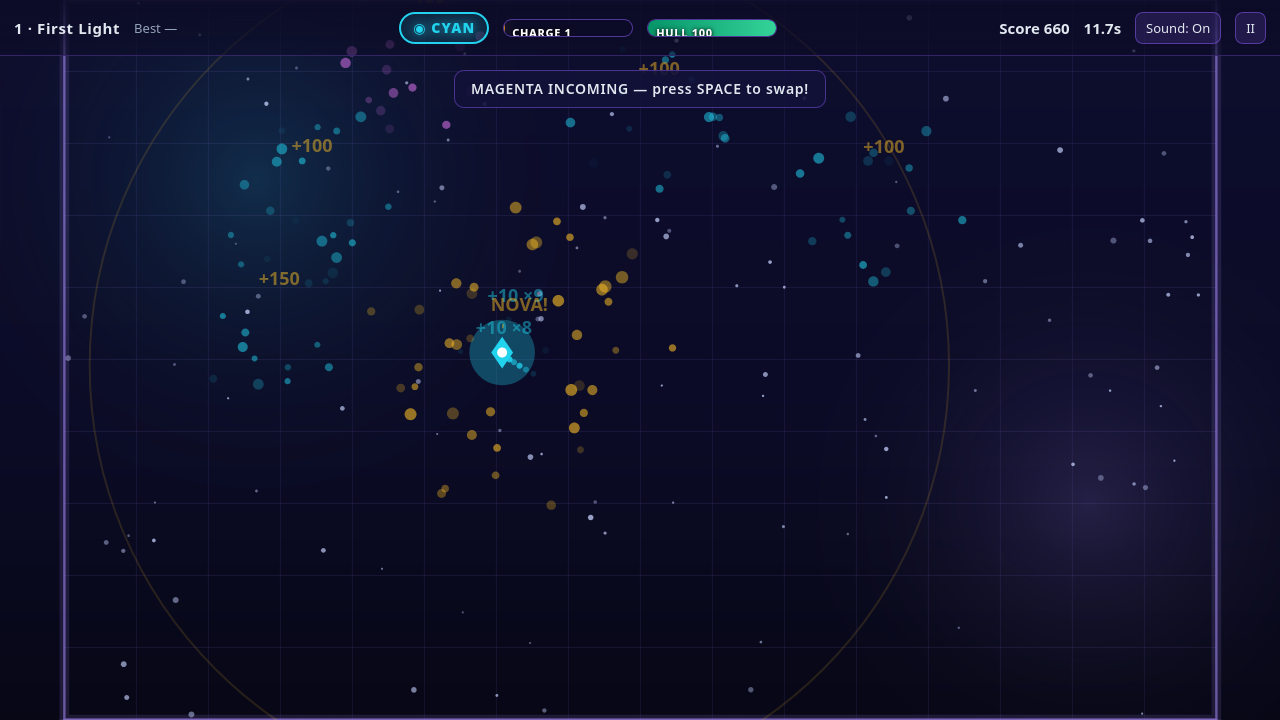 1 · First Light
Best —
◉ CYAN
CHARGE 1
HULL 100
Score 660
11.7s
Sound: On
II
+100
MAGENTA INCOMING — press SPACE to swap!
+100
+100
+150
+10 ×9
NOVA!
+10 ×8